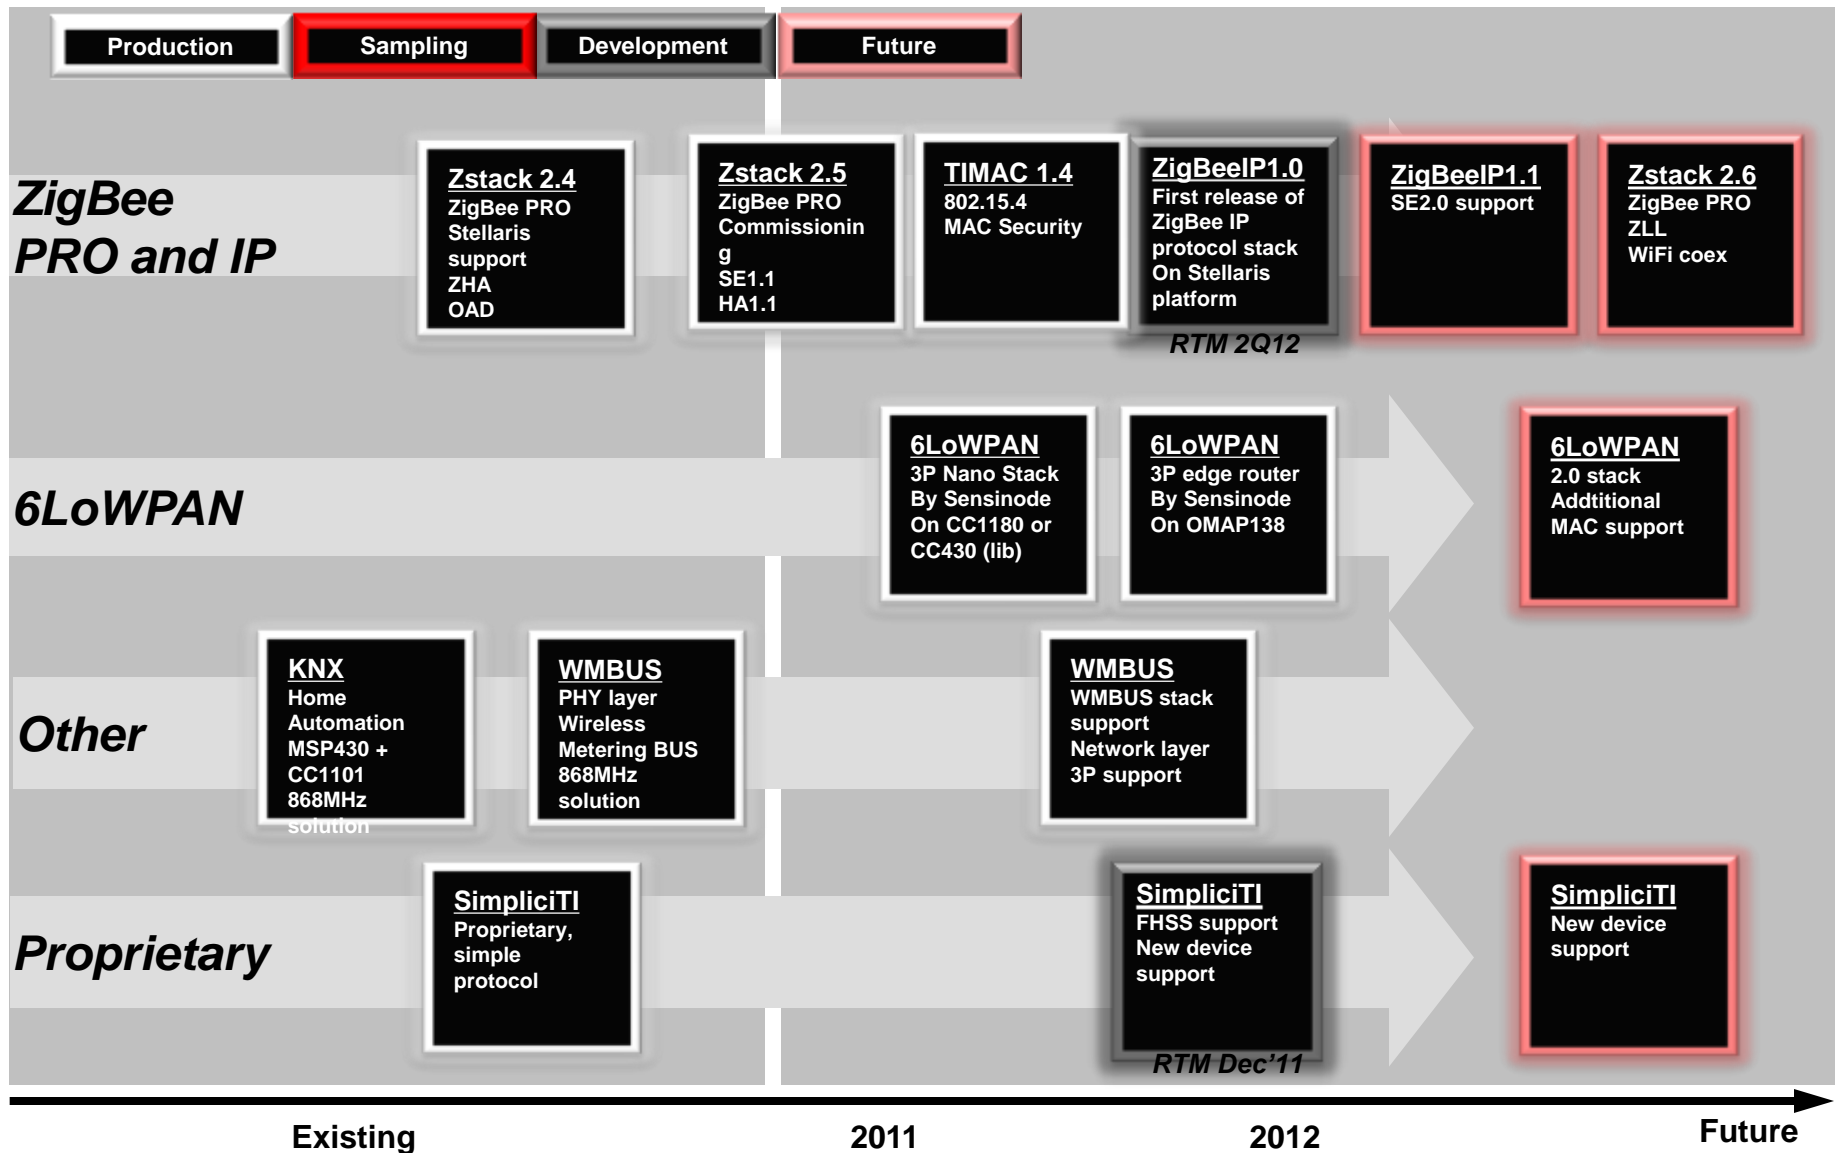 Production
Sampling
Development
Future
ZigBee
PRO and IP
Zstack 2.4
ZigBee PRO
Stellaris
support
ZHA
OAD
Zstack 2.5
ZigBee PRO
Commissionin
g
SE1.1
HA1.1
TIMAC 1.4
802.15.4
MAC Security
ZigBeeIP1.0
First release of
ZigBee IP
protocol stack
On Stellaris
platform
RTM 2Q12
ZigBeeIP1.1
SE2.0 support
Zstack 2.6
ZigBee PRO
ZLL
WiFi coex
6LoWPAN
6LoWPAN
3P Nano Stack
By Sensinode
On CC1180 or
CC430 (lib)
6LoWPAN
3P edge router
By Sensinode
On OMAP138
6LoWPAN
2.0 stack
Addtitional
MAC support
Other
KNX
Home
Automation
MSP430 +
CC1101
868MHz
solution
WMBUS
PHY layer
Wireless
Metering BUS
868MHz
solution
WMBUS
WMBUS stack
support
Network layer
3P support
Proprietary
SimpliciTI
Proprietary,
simple
protocol
SimpliciTI
FHSS support
New device
support
RTM Dec’11
SimpliciTI
New device
support
Existing
2011
2012
Future